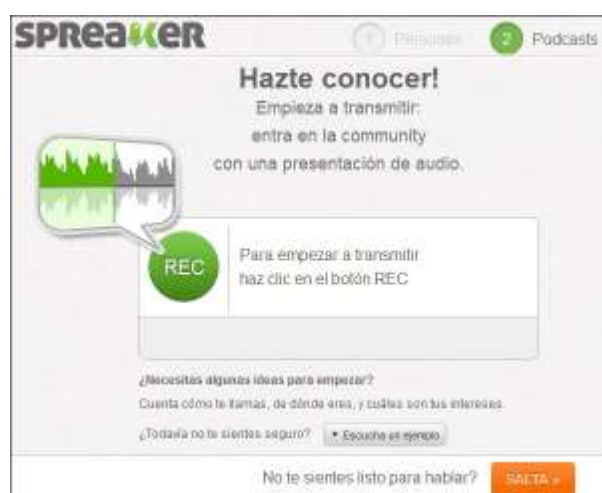 SPREAKER
1 Personas 2 Podcasts
Hazte conocer!
Empieza a transmitir:
entra en la community
con una presentación de audio.
REC
Para empezar a transmitir
haz clic en el botón REC
¿Necesitas algunas ideas para empezar?
Cuenta cómo te llamas, de dónde eres, y cuáles son tus intereses.
¿Todavía no te sientes seguro? Escucha un ejemplo
No te sientes listo para hablar? SALTA »